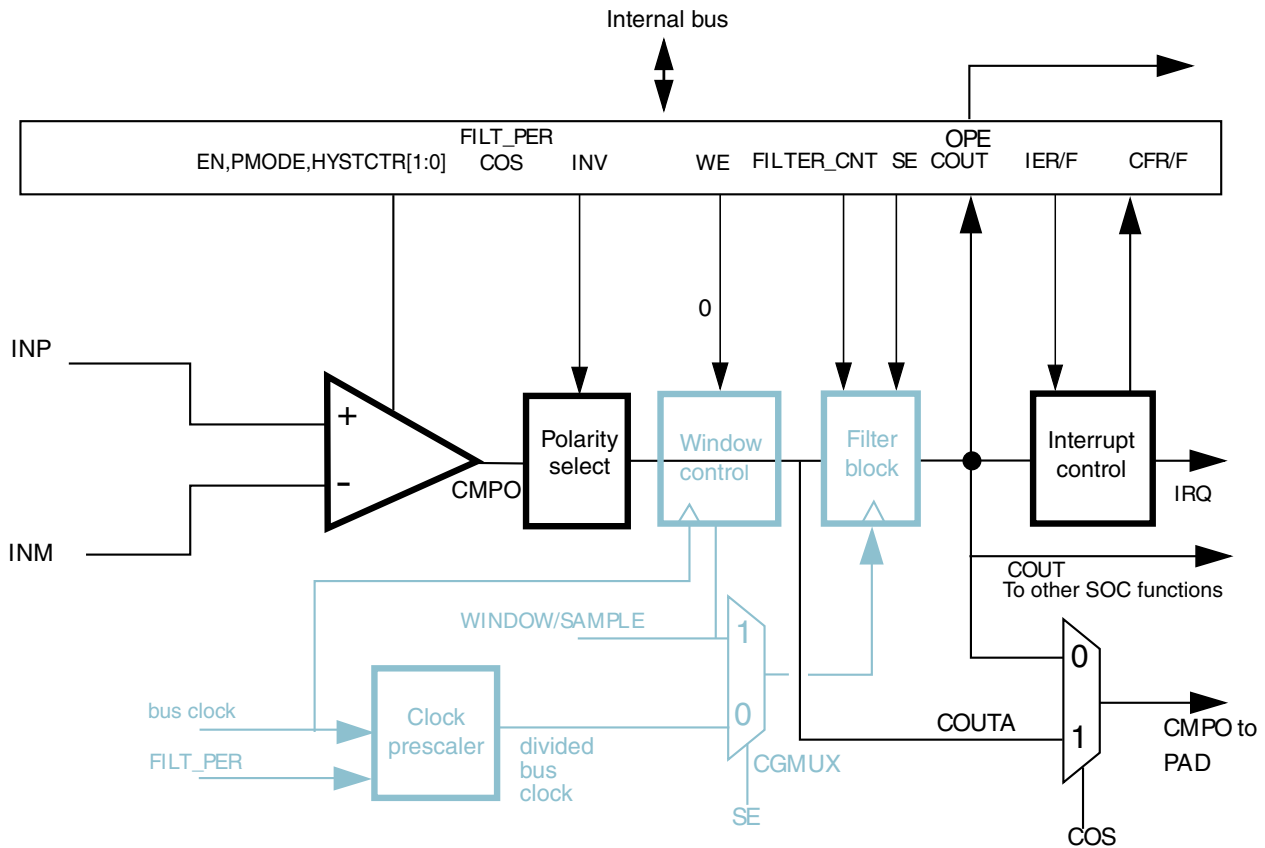 Internal bus
FILT_PER
OPE
EN,PMODE,HYSTCTR[1:0]
COS
INV
WE
FILTER_CNT
SE
COUT
IER/F
CFR/F
0
INP
+
-
INM
CMPO
Polarity
select
Window
control
Filter
block
Interrupt
control
IRQ
COUT
To other SOC functions
WINDOW/SAMPLE
1
0
bus clock
FILT_PER
Clock
prescaler
divided
bus
clock
CGMUX
SE
COUTA
0
1
CMPO to
PAD
COS